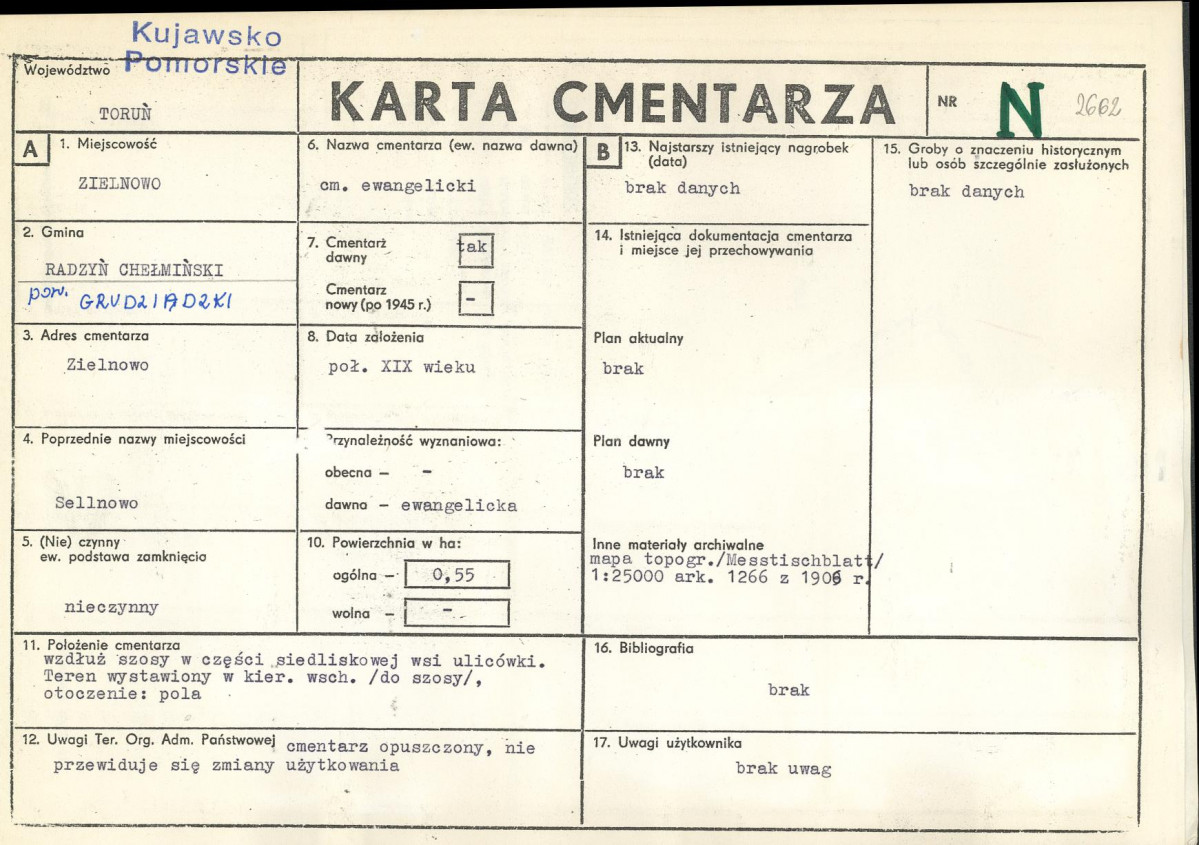 Kujawsko
Pomorskie
Województwo
TORUŃ
KARTA CMENTARZA
NR
N
2662
A
1. Miejscowość
ZIELNOWO
2. Gmina
RADZYŃ CHEŁMIŃSKI
pow. GRUDZIĄDZKI
3. Adres cmentarza
Zielnowo
4. Poprzednie nazwy miejscowości
Sellnowo
5. (Nie) czynny
ew. podstawa zamknięcia
nieczynny
6. Nazwa cmentarza (ew. nazwa dawna)
cm. ewangelicki
7. Cmentarz
dawny
tak
Cmentarz
nowy (po 1945 r.)
-
8. Data założenia
poł. XIX wieku
Przynależność wyznaniowa:
obecna – -
dawna – ewangelicka
10. Powierzchnia w ha:
ogólna – 0,55
wolna – -
B
13. Najstarszy istniejący nagrobek
(data)
brak danych
14. Istniejąca dokumentacja cmentarza
i miejsce jej przechowywania
Plan aktualny
brak
Plan dawny
brak
Inne materiały archiwalne
mapa topogr./Messtischblatt/
1:25000 ark. 1266 z 1906 r.
15. Groby o znaczeniu historycznym
lub osób szczególnie zasłużonych
brak danych
11. Położenie cmentarza
wzdłuż szosy w części siedliskowej wsi ulicówki.
Teren wystawiony w kier. wsch. /do szosy/,
otoczenie: pola
12. Uwagi Ter. Org. Adm. Państwowej cmentarz opuszczony, nie
przewiduje się zmiany użytkowania
16. Bibliografia
brak
17. Uwagi użytkownika
brak uwag